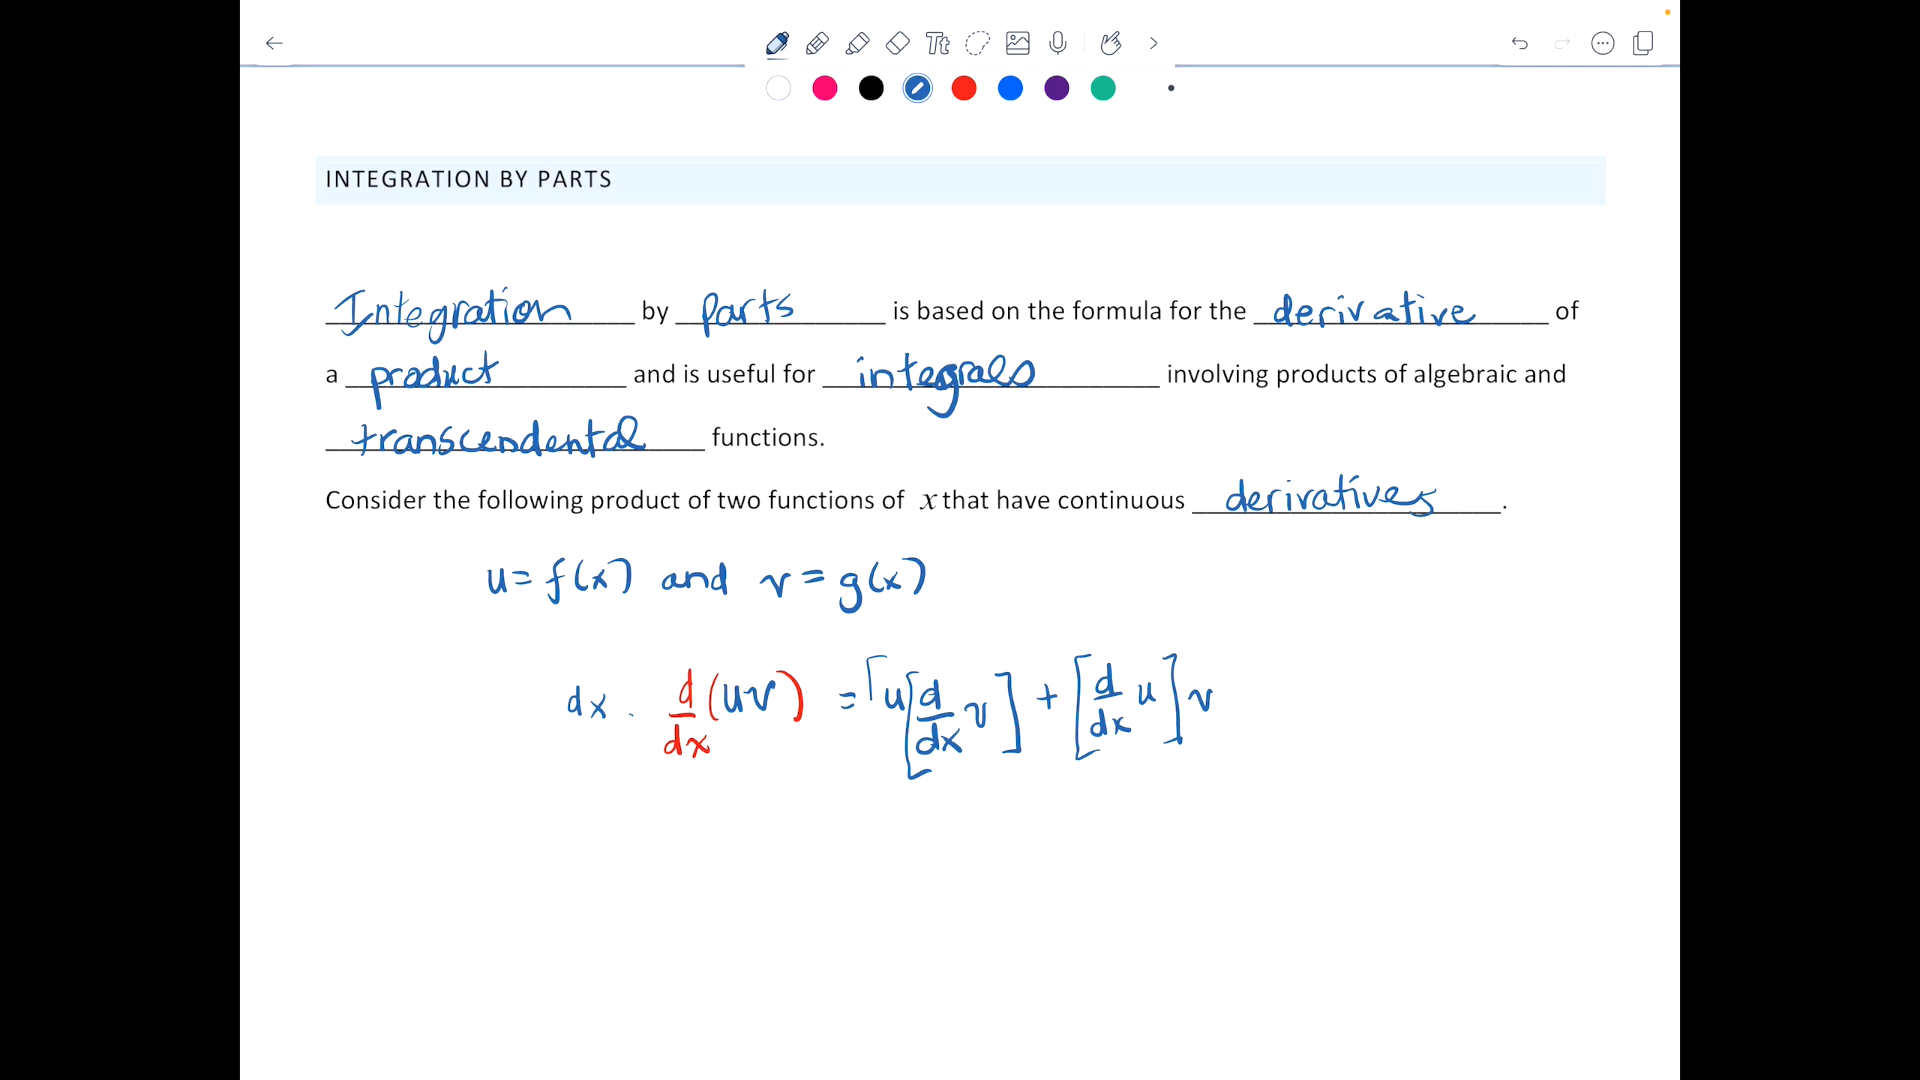 INTEGRATION BY PARTS
Integration by parts is based on the formula for the derivative of
a product and is useful for integrals involving products of algebraic and
transcendental functions.
Consider the following product of two functions of x that have continuous derivatives.
u = f(x) and v = g(x)
dx · d/dx (uv) = [u[d/dx v] + [d/dx u]v